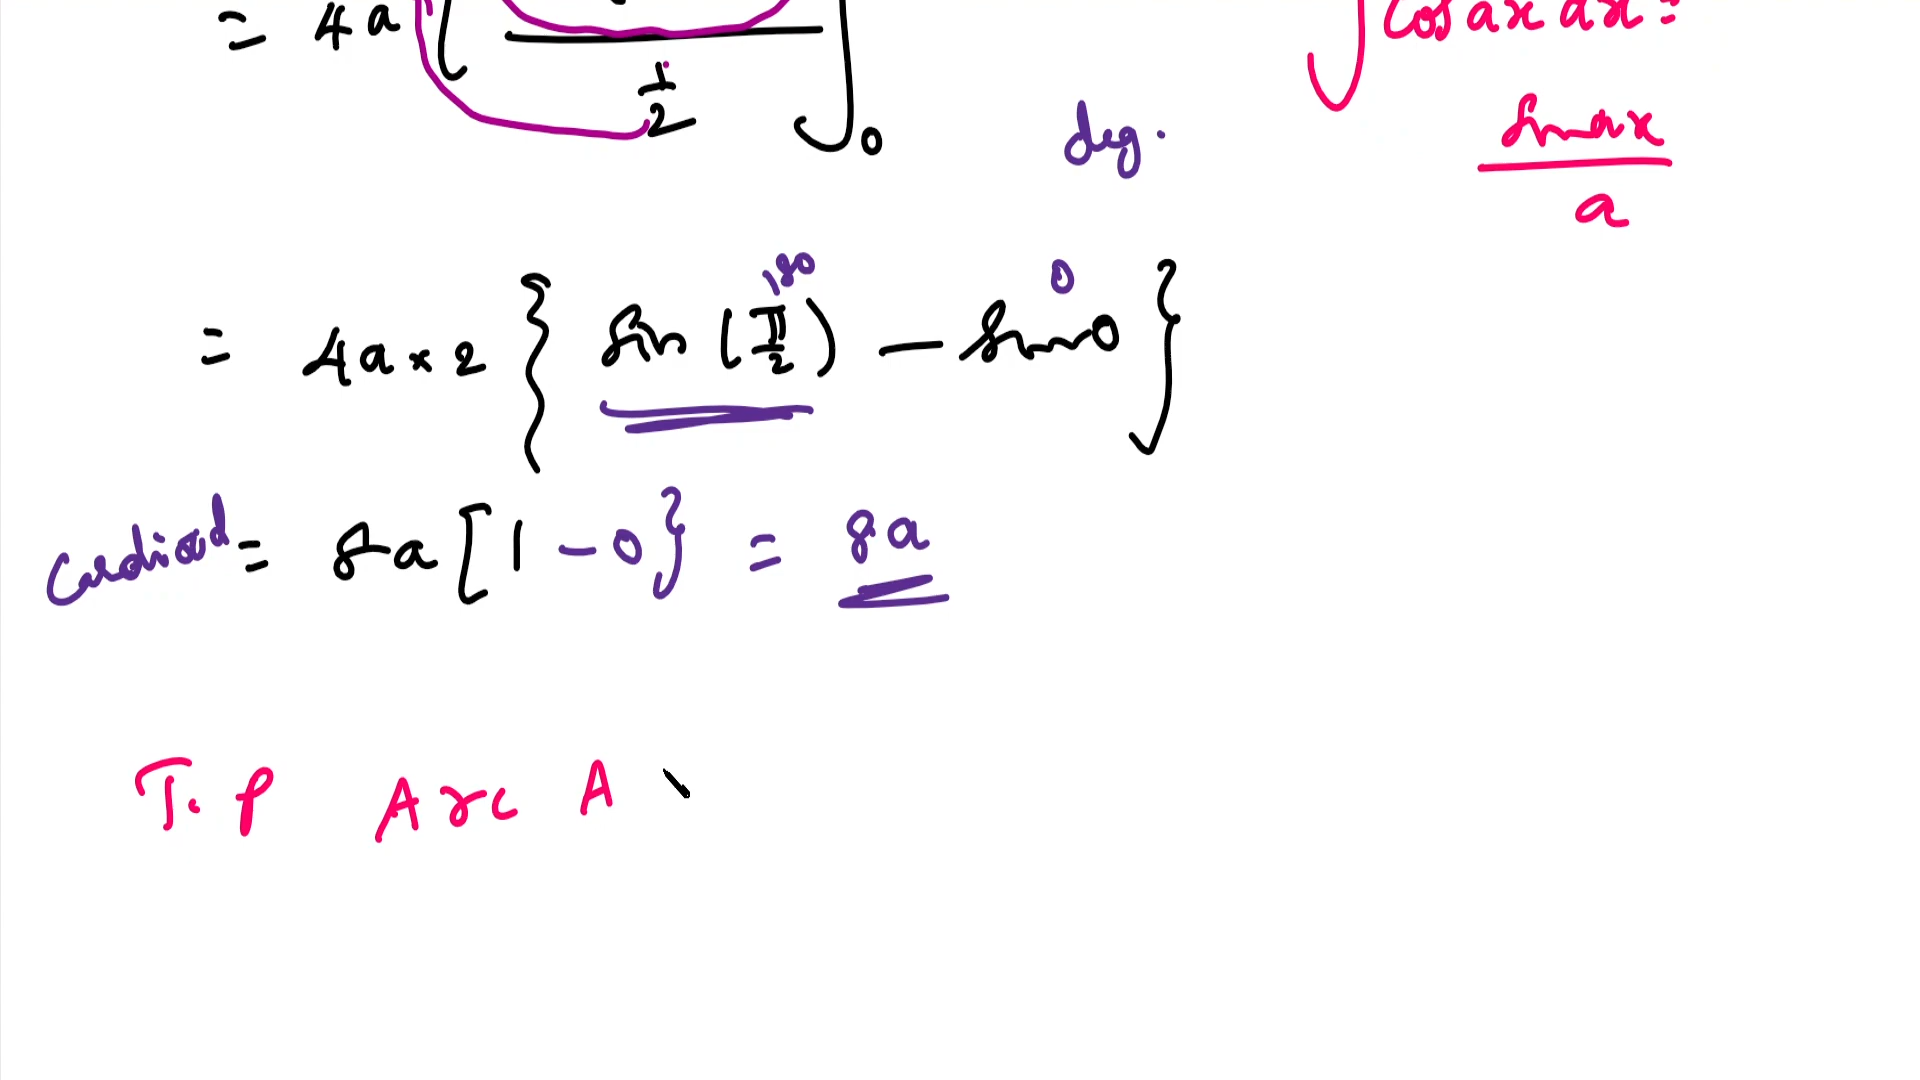 = 4a [ / 1/2 ]₀
∫ cos ax dx =
deg.
sin ax / a
180 0
= 4a × 2 { sin (π/2) − sin 0 }
Cardioid = 8a [ 1 − 0 } = 8a
T. P Arc A